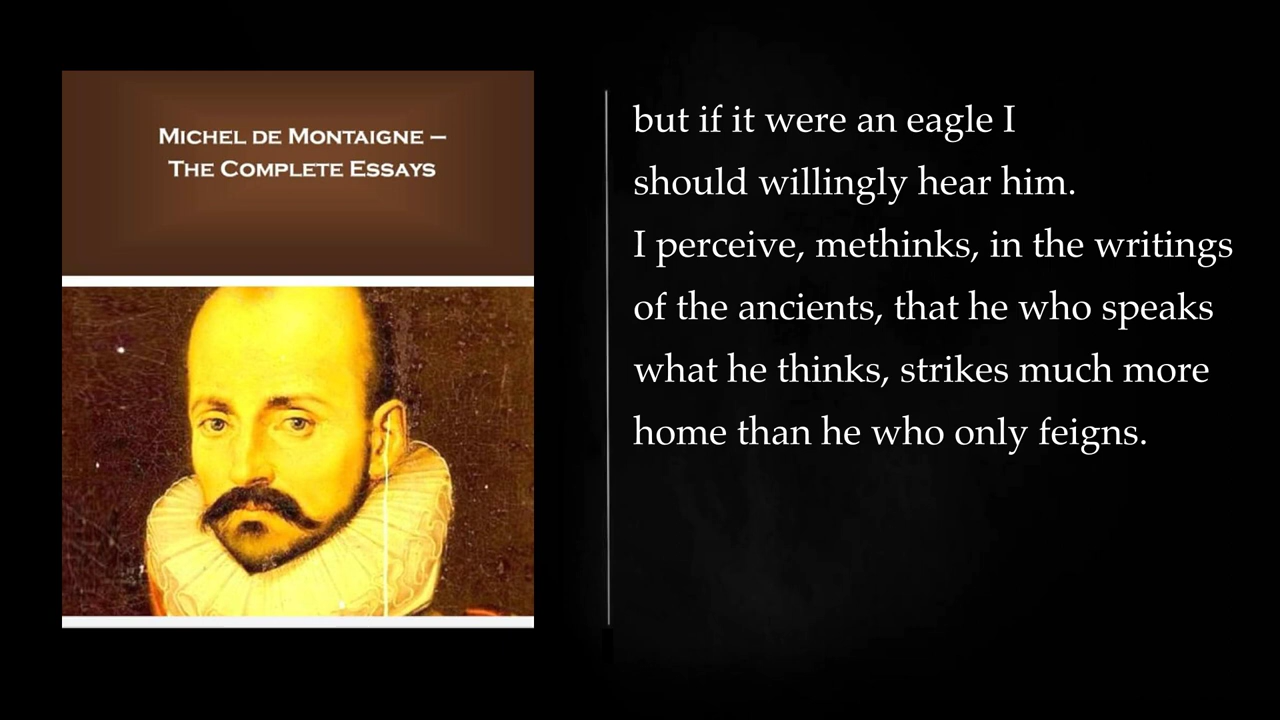 MICHEL DE MONTAIGNE –
THE COMPLETE ESSAYS
but if it were an eagle I
should willingly hear him.
I perceive, methinks, in the writings
of the ancients, that he who speaks
what he thinks, strikes much more
home than he who only feigns.